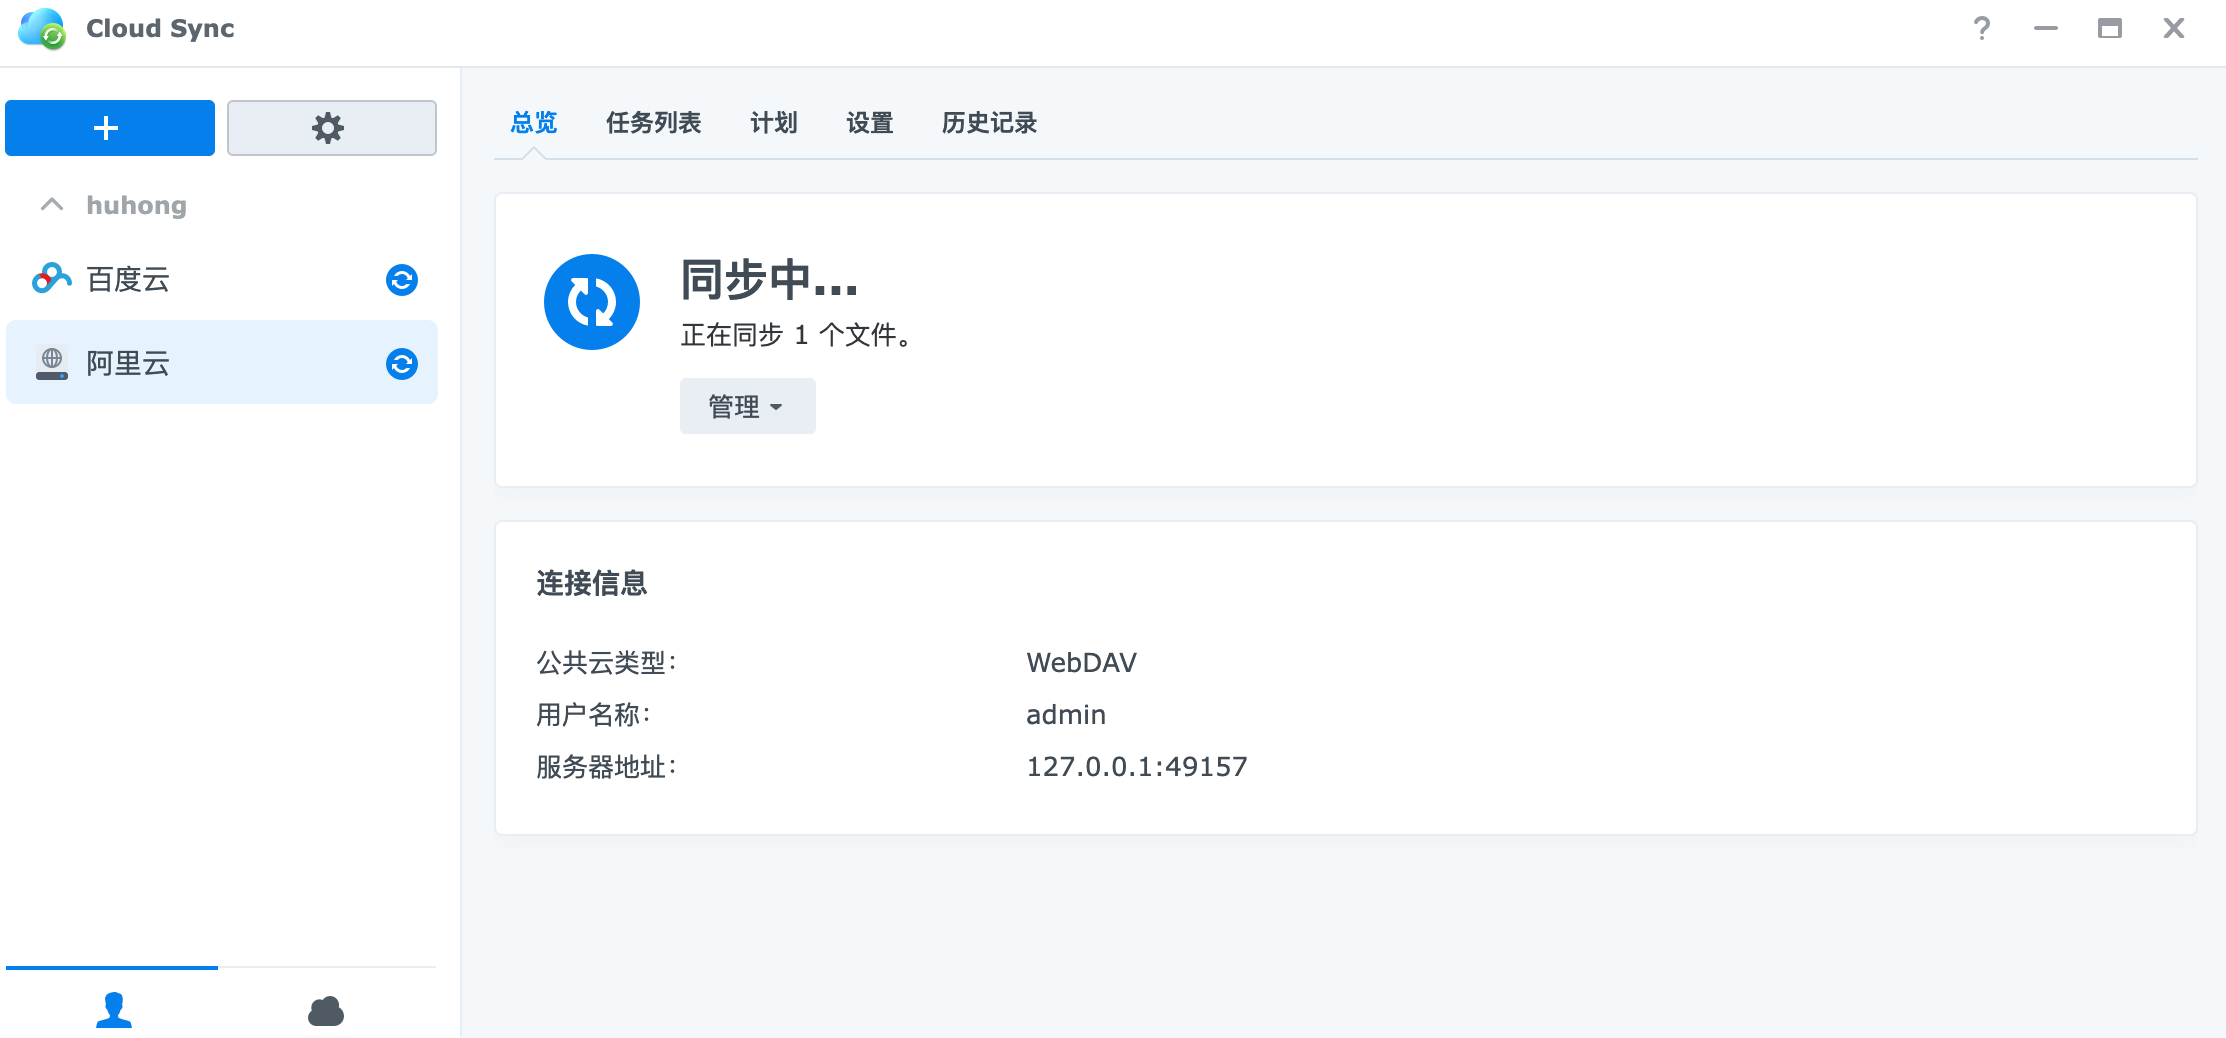 Cloud Sync
huhong
百度云
阿里云
总览 任务列表 计划 设置 历史记录
同步中...
正在同步 1 个文件。
管理
连接信息
公共云类型： WebDAV
用户名称： admin
服务器地址： 127.0.0.1:49157